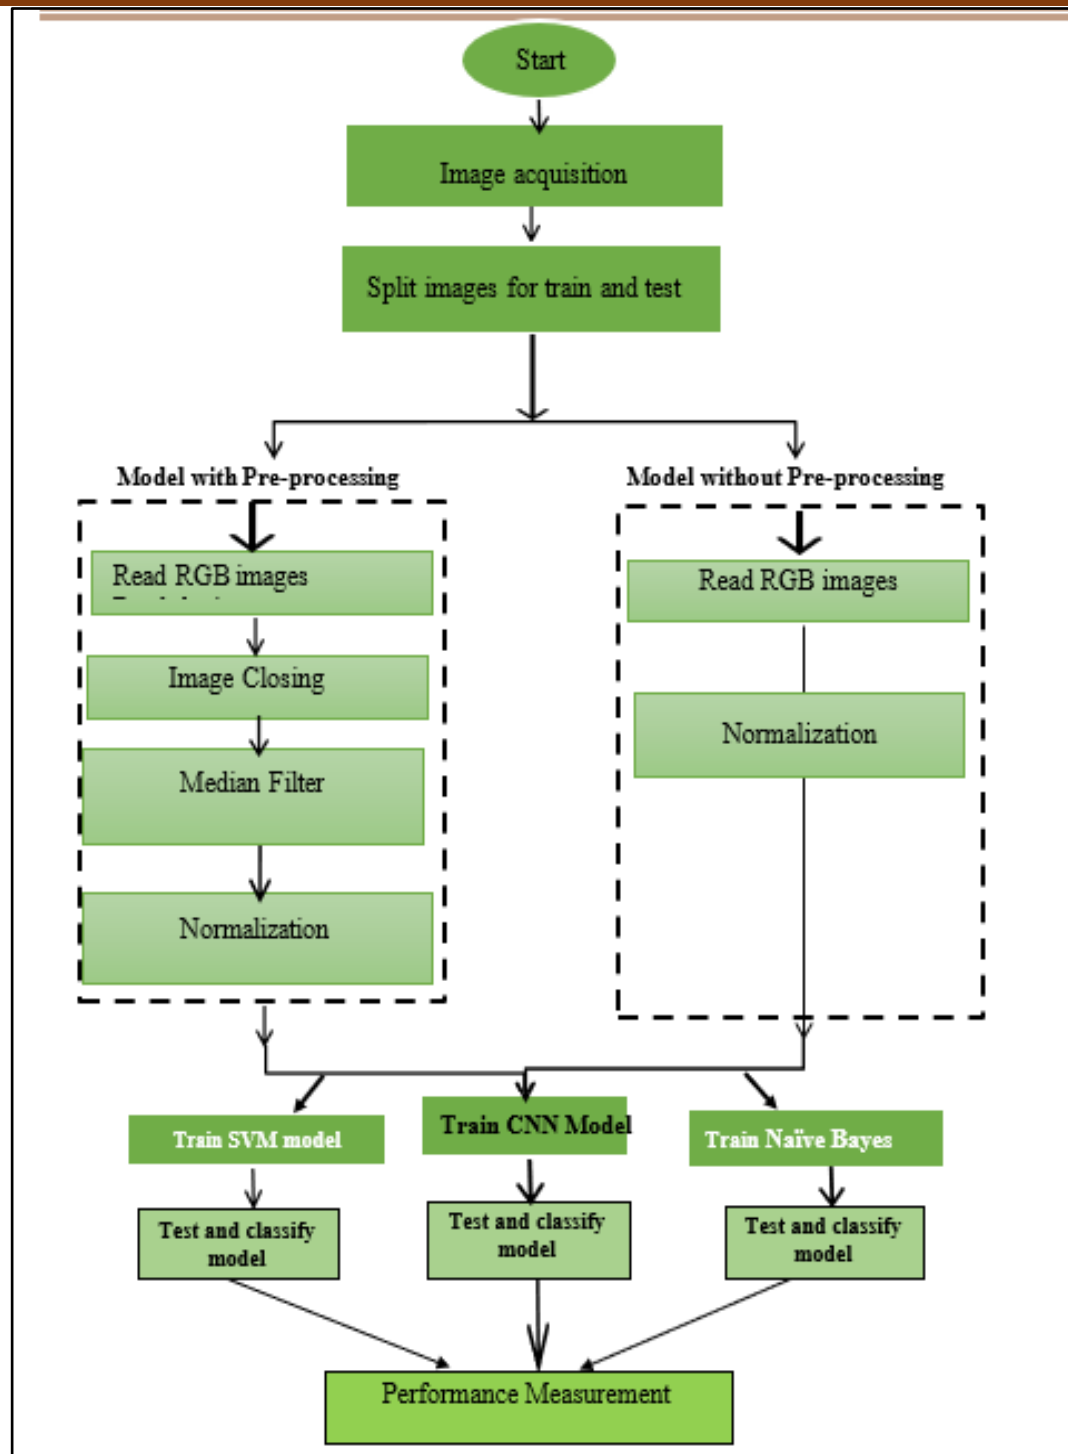 Start
Image acquisition
Split images for train and test
Model with Pre-processing
Model without Pre-processing
Read RGB images
Image Closing
Median Filter
Normalization
Read RGB images
Normalization
Train SVM model
Train CNN Model
Train Naïve Bayes
Test and classify
model
Test and classify
model
Test and classify
model
Performance Measurement